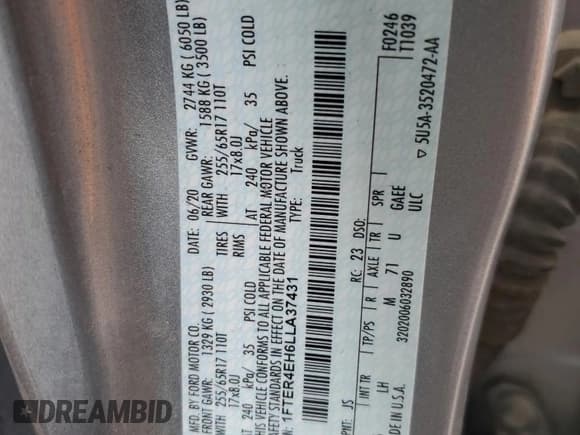 MFD. BY FORD MOTOR CO.
DATE: 06/20 GVWR: 2744 KG ( 6050 LB)
FRONT GAWR: 1329 KG ( 2930 LB) REAR GAWR: 1588 KG ( 3500 LB)
WITH 255/65R17 110T TIRES WITH 255/65R17 110T
17x8.0J RIMS 17x8.0J
AT 240 kPa/ 35 PSI COLD AT 240 kPa/ 35 PSI COLD
THIS VEHICLE CONFORMS TO ALL APPLICABLE FEDERAL MOTOR VEHICLE
STANDARDS IN EFFECT ON THE DATE OF MANUFACTURE SHOWN ABOVE.
1FTER4EH6LLA37431 Truck
F0246
T1039
PNT: JS RC: 23 DSO:
INT TR TP/PS R AXLE TR SPR
LH M 71 U GAEE
ULC
MADE IN U.S.A. 3202006032890
▽ 5U5A-3520472-AA
DREAMBID